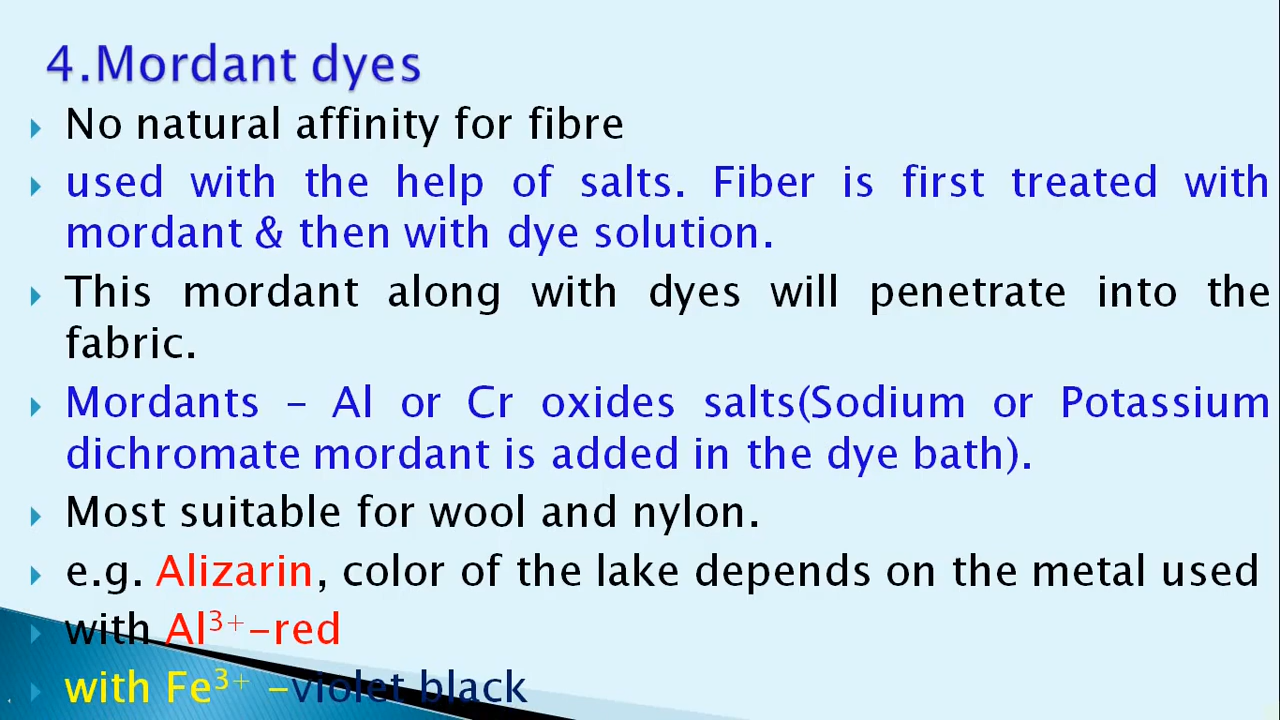 4.Mordant dyes
No natural affinity for fibre
used with the help of salts. Fiber is first treated with
mordant & then with dye solution.
This mordant along with dyes will penetrate into the
fabric.
Mordants - Al or Cr oxides salts(Sodium or Potassium
dichromate mordant is added in the dye bath).
Most suitable for wool and nylon.
e.g. Alizarin, color of the lake depends on the metal used
with Al³⁺-red
with Fe³⁺ -violet black